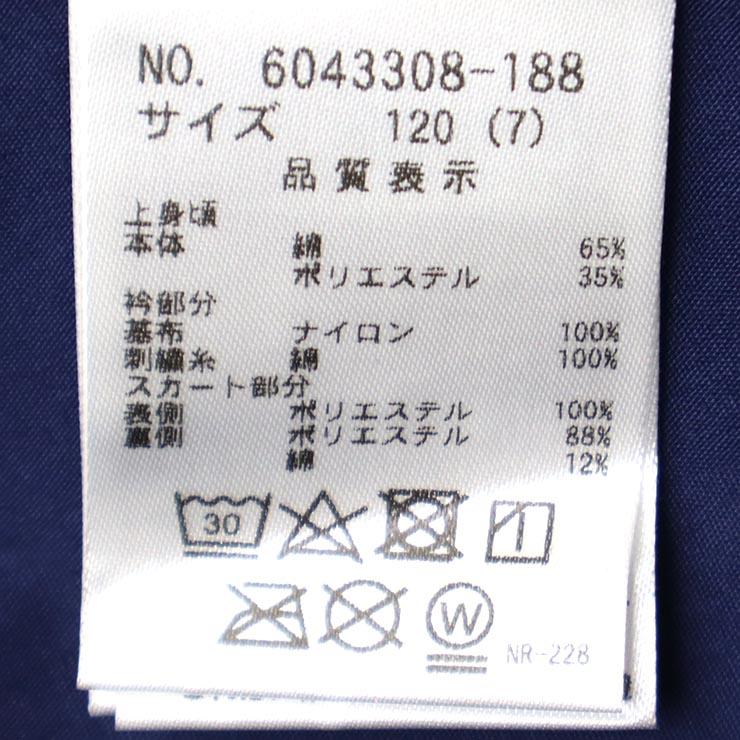 NO. 6043308-188
サイズ 120 (7)
品質表示
上身頃
本体 綿 65%
ポリエステル 35%
衿部分
基布 ナイロン 100%
刺繍糸 綿 100%
スカート部分
表側 ポリエステル 100%
裏側 ポリエステル 88%
綿 12%
30
W
NR-228